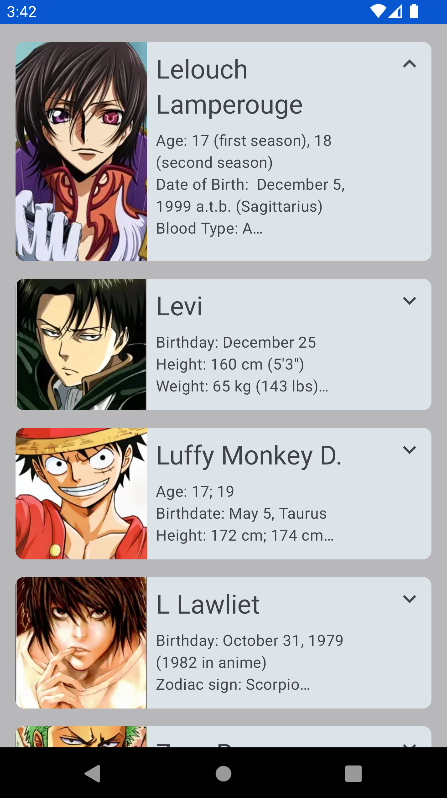 3:42
Lelouch
Lamperouge
Age: 17 (first season), 18
(second season)
Date of Birth:  December 5,
1999 a.t.b. (Sagittarius)
Blood Type: A…
Levi
Birthday: December 25
Height: 160 cm (5'3")
Weight: 65 kg (143 lbs)…
Luffy Monkey D.
Age: 17; 19
Birthdate: May 5, Taurus
Height: 172 cm; 174 cm…
L Lawliet
Birthday: October 31, 1979
(1982 in anime)
Zodiac sign: Scorpio…